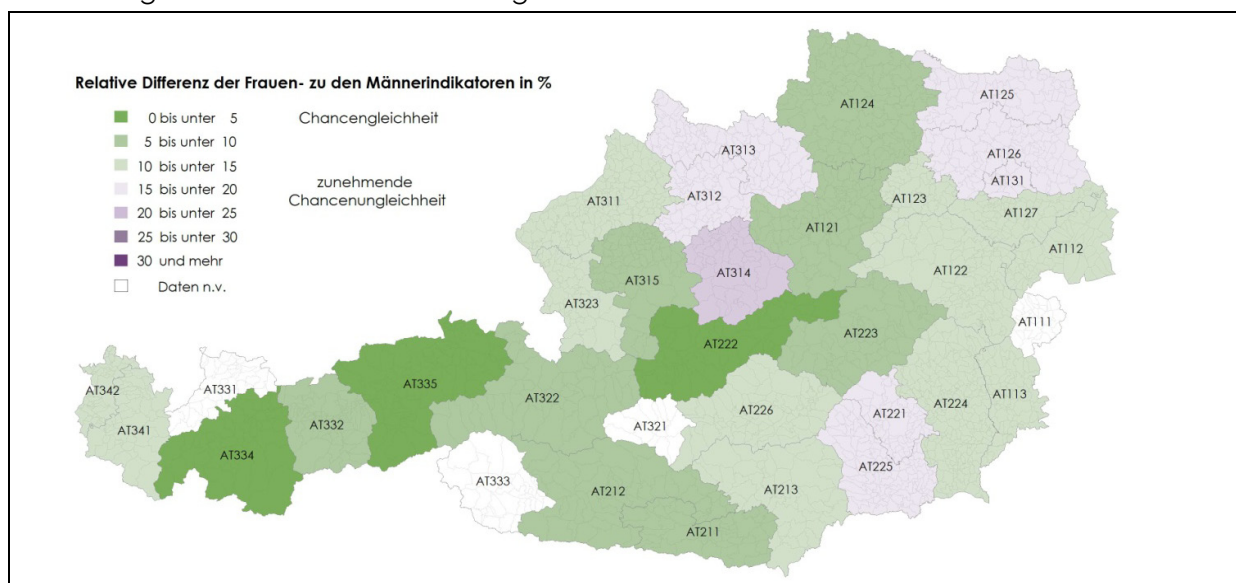 Relative Differenz der Frauen- zu den Männerindikatoren in %
0 bis unter 5 Chancengleichheit
5 bis unter 10
10 bis unter 15
15 bis unter 20 zunehmende
Chancenungleichheit
20 bis unter 25
25 bis unter 30
30 und mehr
Daten n.v.
AT124
AT125
AT313
AT126
AT131
AT312
AT123
AT311
AT127
AT121
AT112
AT122
AT314
AT315
AT323
AT111
AT223
AT222
AT342
AT331
AT335
AT322
AT113
AT224
AT226
AT221
AT332
AT321
AT341
AT334
AT225
AT333
AT212
AT213
AT211